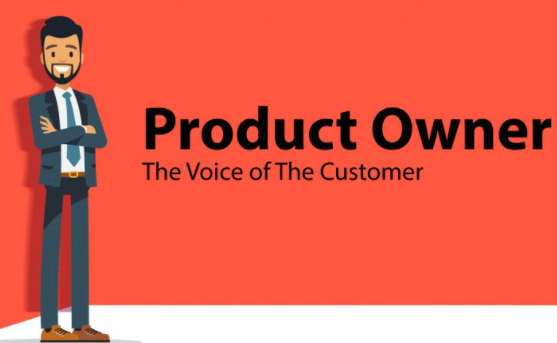 Product Owner
The Voice of The Customer